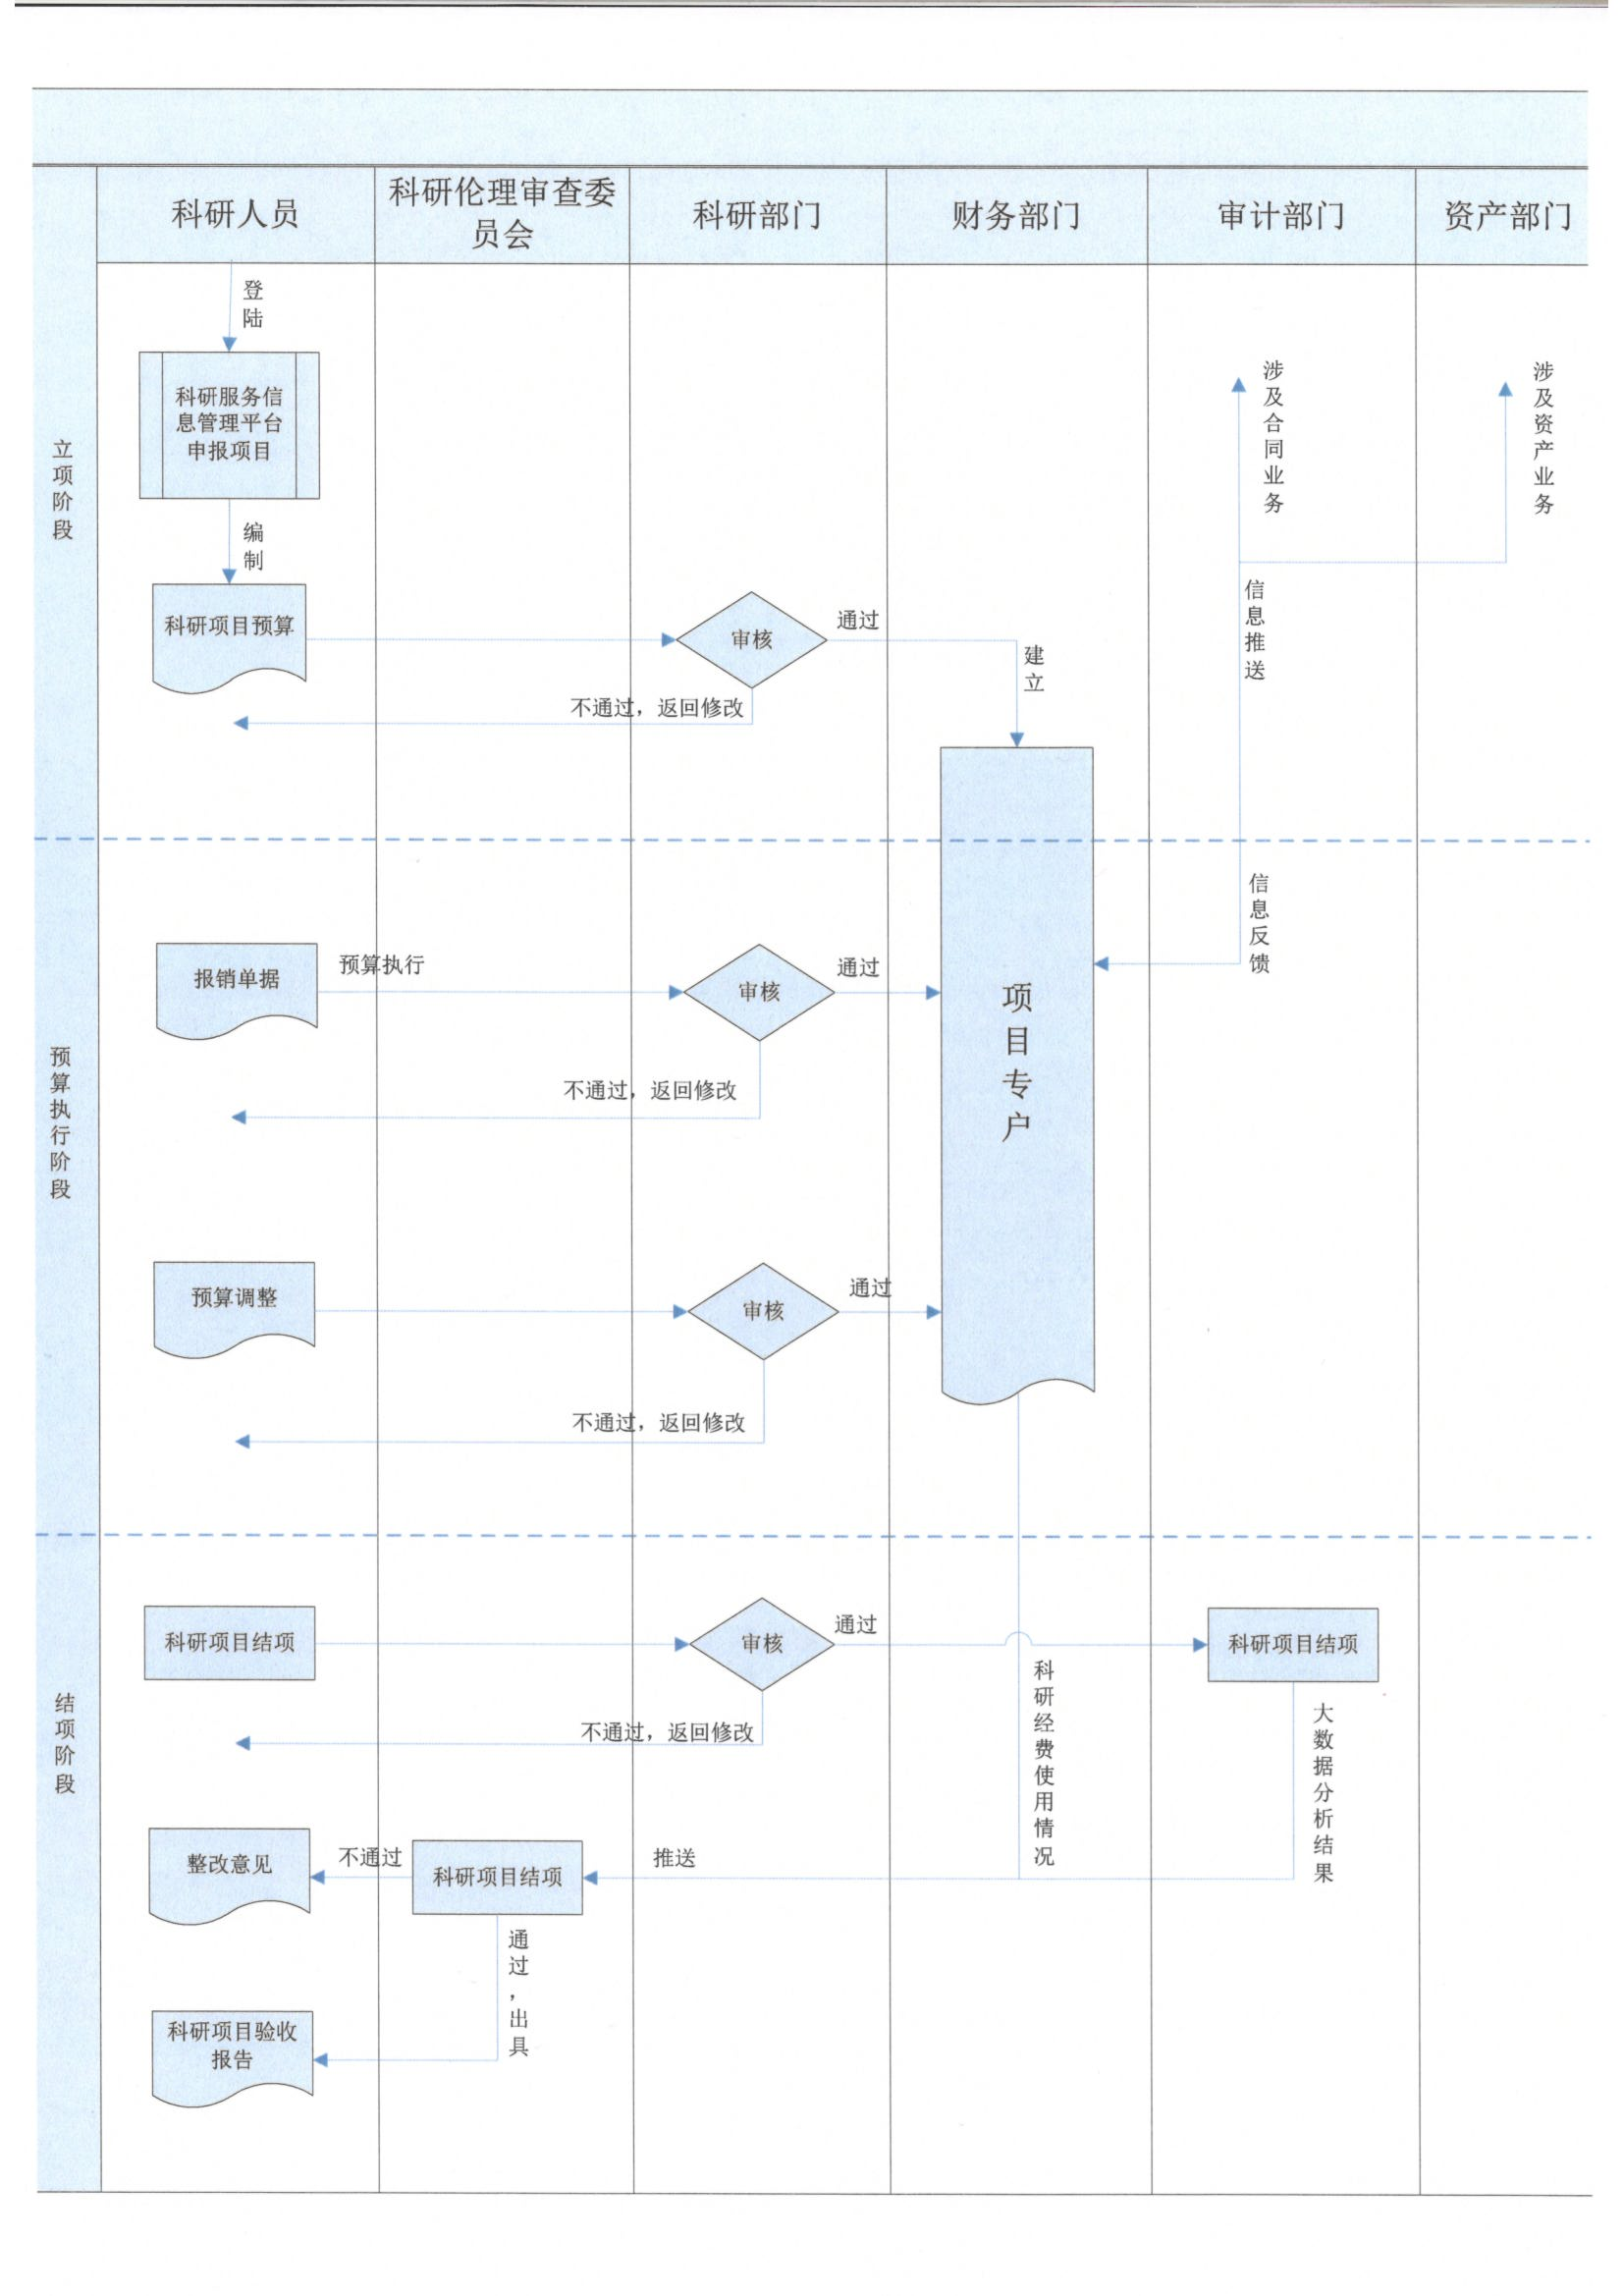 科研人员
科研伦理审查委
员会
科研部门
财务部门
审计部门
资产部门
立项阶段
登陆
科研服务信
息管理平台
申报项目
编制
科研项目预算
审核
通过
不通过，返回修改
建立
涉及合同业务
涉及资产业务
信息推送
预算执行阶段
报销单据
预算执行
审核
通过
不通过，返回修改
项目专户
信息反馈
预算调整
审核
通过
不通过，返回修改
结项阶段
科研项目结项
审核
通过
不通过，返回修改
科研项目结项
科研经费使用情况
大数据分析结果
整改意见
不通过
科研项目结项
推送
通过，出具
科研项目验收
报告